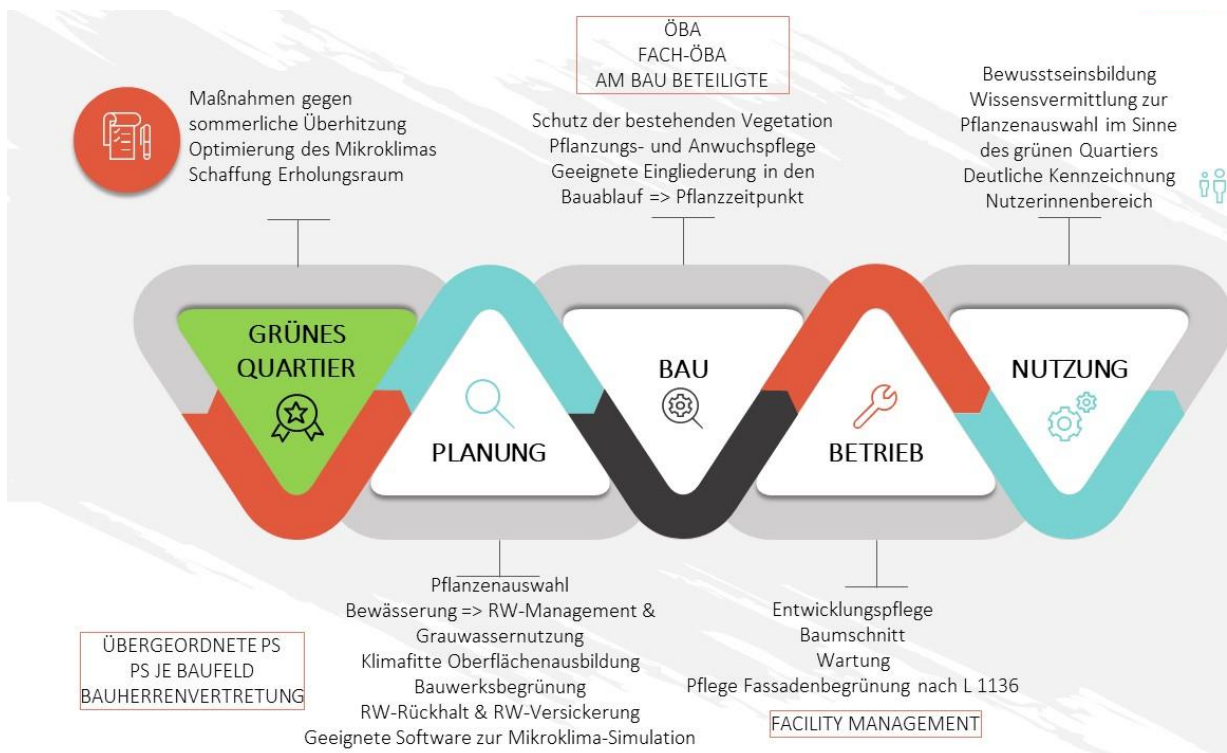 Maßnahmen gegen
sommerliche Überhitzung
Optimierung des Mikroklimas
Schaffung Erholungsraum
ÖBA
FACH-ÖBA
AM BAU BETEILIGTE
Schutz der bestehenden Vegetation
Pflanzungs- und Anwuchspflege
Geeignete Eingliederung in den
Bauablauf => Pflanzzeitpunkt
Bewusstseinsbildung
Wissensvermittlung zur
Pflanzenauswahl im Sinne
des grünen Quartiers
Deutliche Kennzeichnung
Nutzerinnenbereich
GRÜNES
QUARTIER
PLANUNG
BAU
BETRIEB
NUTZUNG
ÜBERGEORDNETE PS
PS JE BAUFELD
BAUHERRENVERTRETUNG
Pflanzenauswahl
Bewässerung => RW-Management &
Grauwassernutzung
Klimafitte Oberflächenausbildung
Bauwerksbegrünung
RW-Rückhalt & RW-Versickerung
Geeignete Software zur Mikroklima-Simulation
Entwicklungspflege
Baumschnitt
Wartung
Pflege Fassadenbegrünung nach L 1136
FACILITY MANAGEMENT